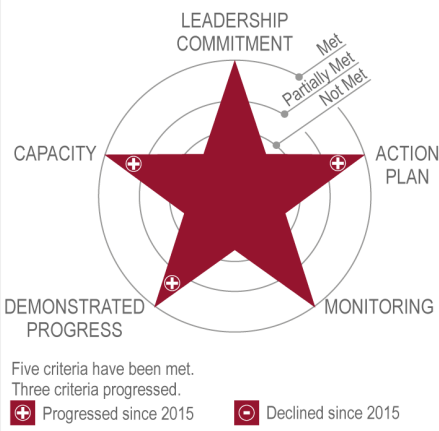 LEADERSHIP
COMMITMENT
Met
Partially Met
Not Met
CAPACITY
ACTION
PLAN
DEMONSTRATED
PROGRESS
MONITORING
Five criteria have been met.
Three criteria progressed.
Progressed since 2015
Declined since 2015